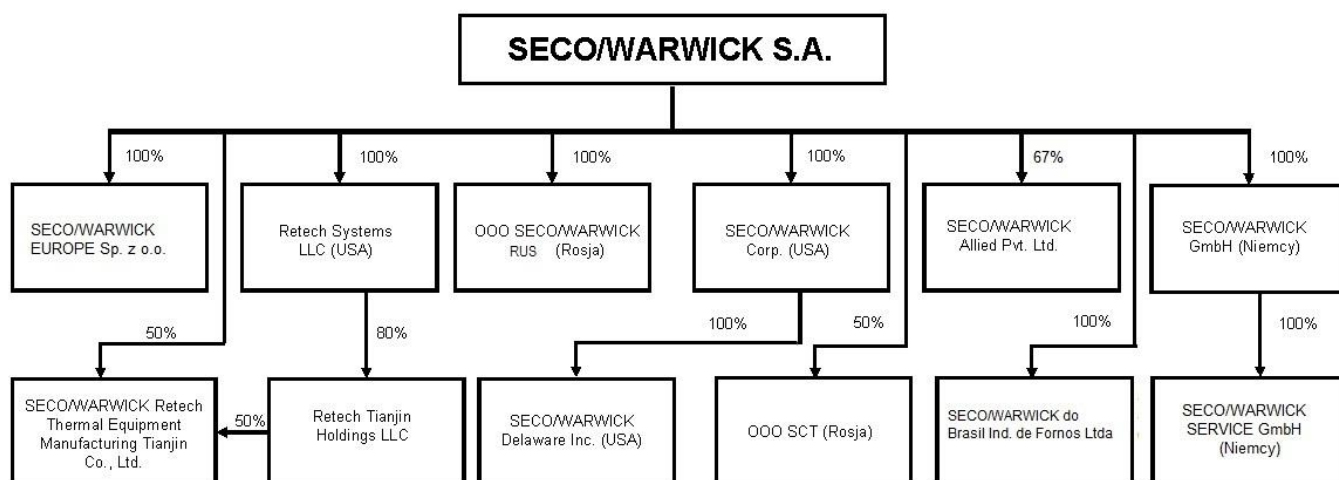 SECO/WARWICK S.A.
100%
100%
100%
100%
67%
100%
SECO/WARWICK
EUROPE Sp. z o.o.
Retech Systems
LLC (USA)
OOO SECO/WARWICK
RUS (Rosja)
SECO/WARWICK
Corp. (USA)
SECO/WARWICK
Allied Pvt. Ltd.
SECO/WARWICK
GmbH (Niemcy)
50%
80%
100%
50%
100%
100%
SECO/WARWICK Retech
Thermal Equipment
Manufacturing Tianjin
Co., Ltd.
50%
Retech Tianjin
Holdings LLC
SECO/WARWICK
Delaware Inc. (USA)
OOO SCT (Rosja)
SECO/WARWICK do
Brasil Ind. de Fornos Ltda
SECO/WARWICK
SERVICE GmbH
(Niemcy)